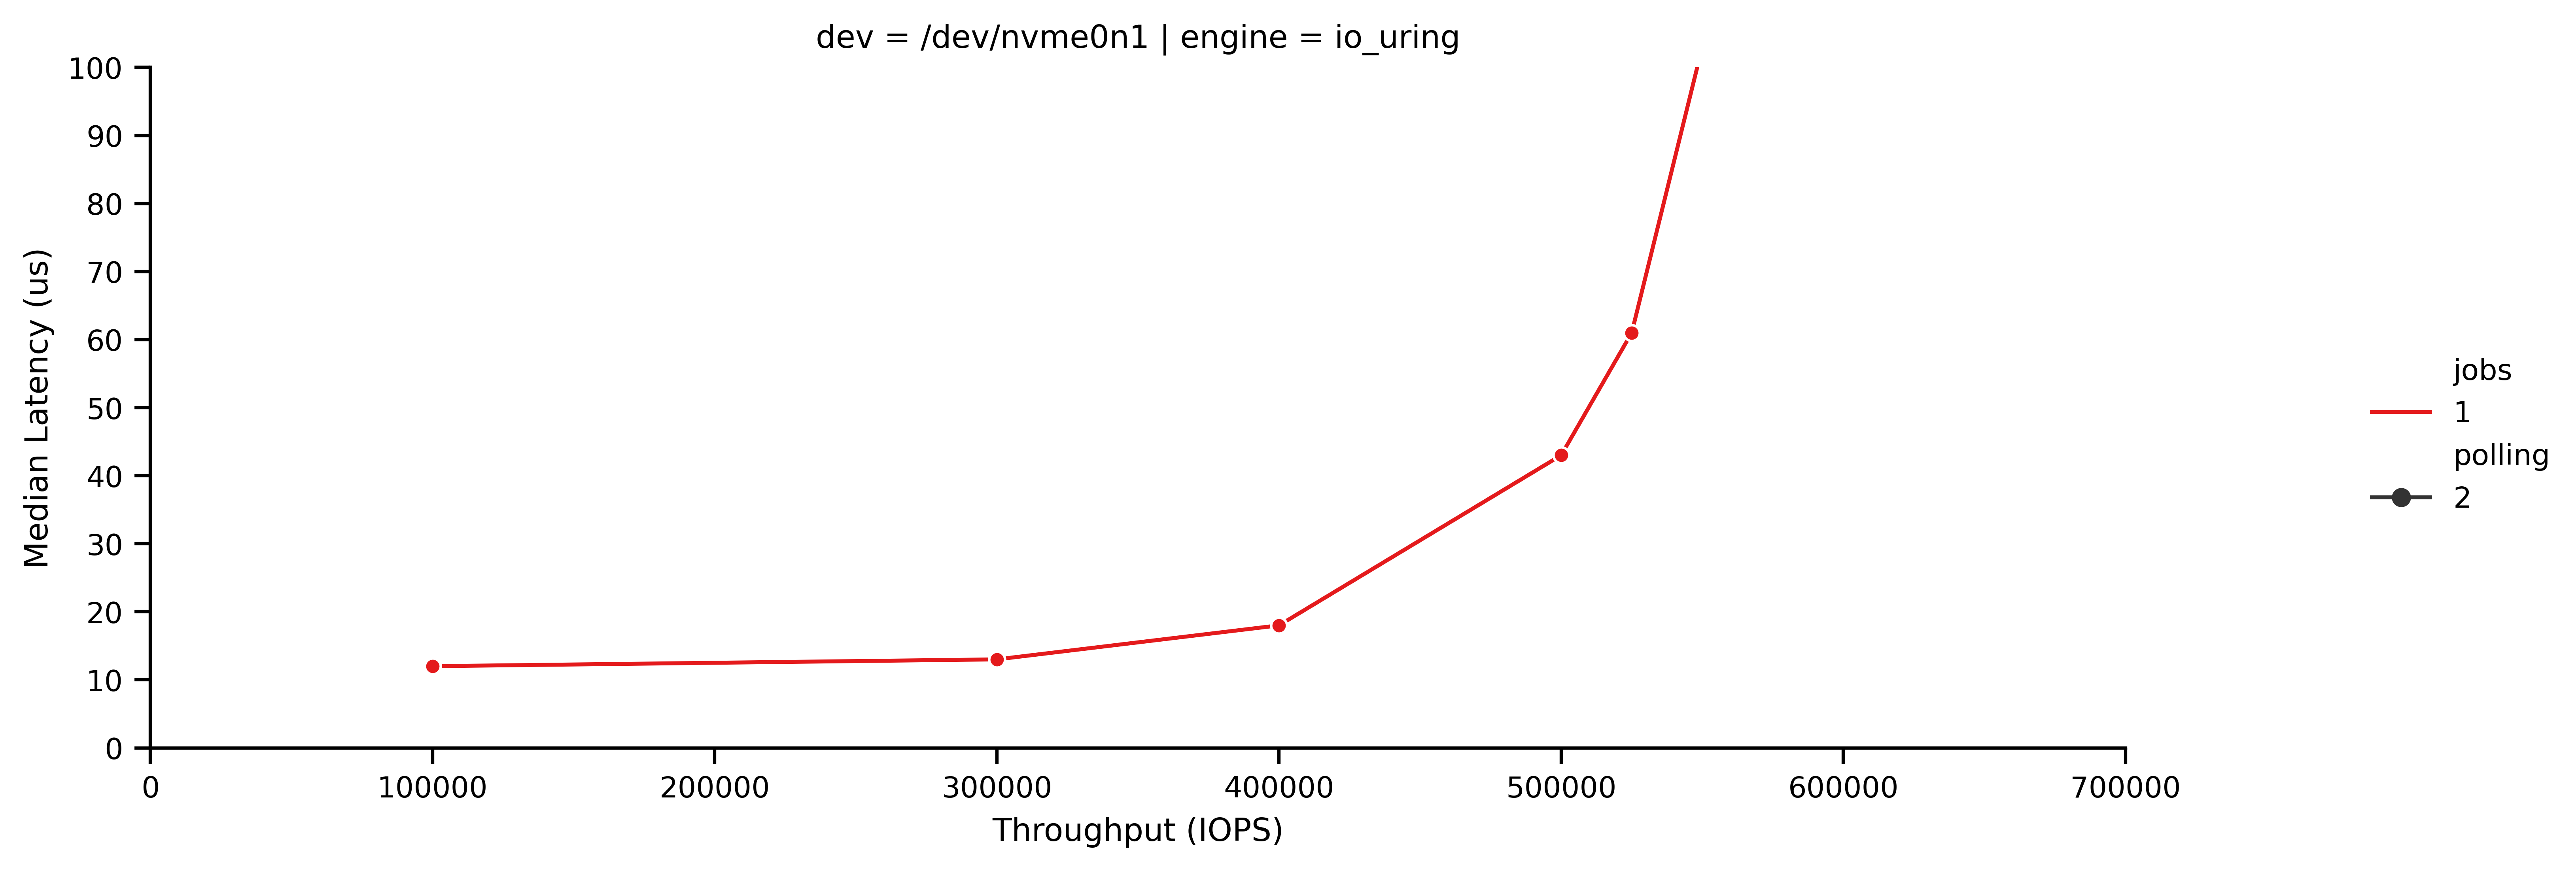 dev = /dev/nvme0n1 | engine = io_uring
100
90
80
70
60
50
40
30
20
10
0
Median Latency (us)
0 100000 200000 300000 400000 500000 600000 700000
Throughput (IOPS)
jobs
1
polling
2